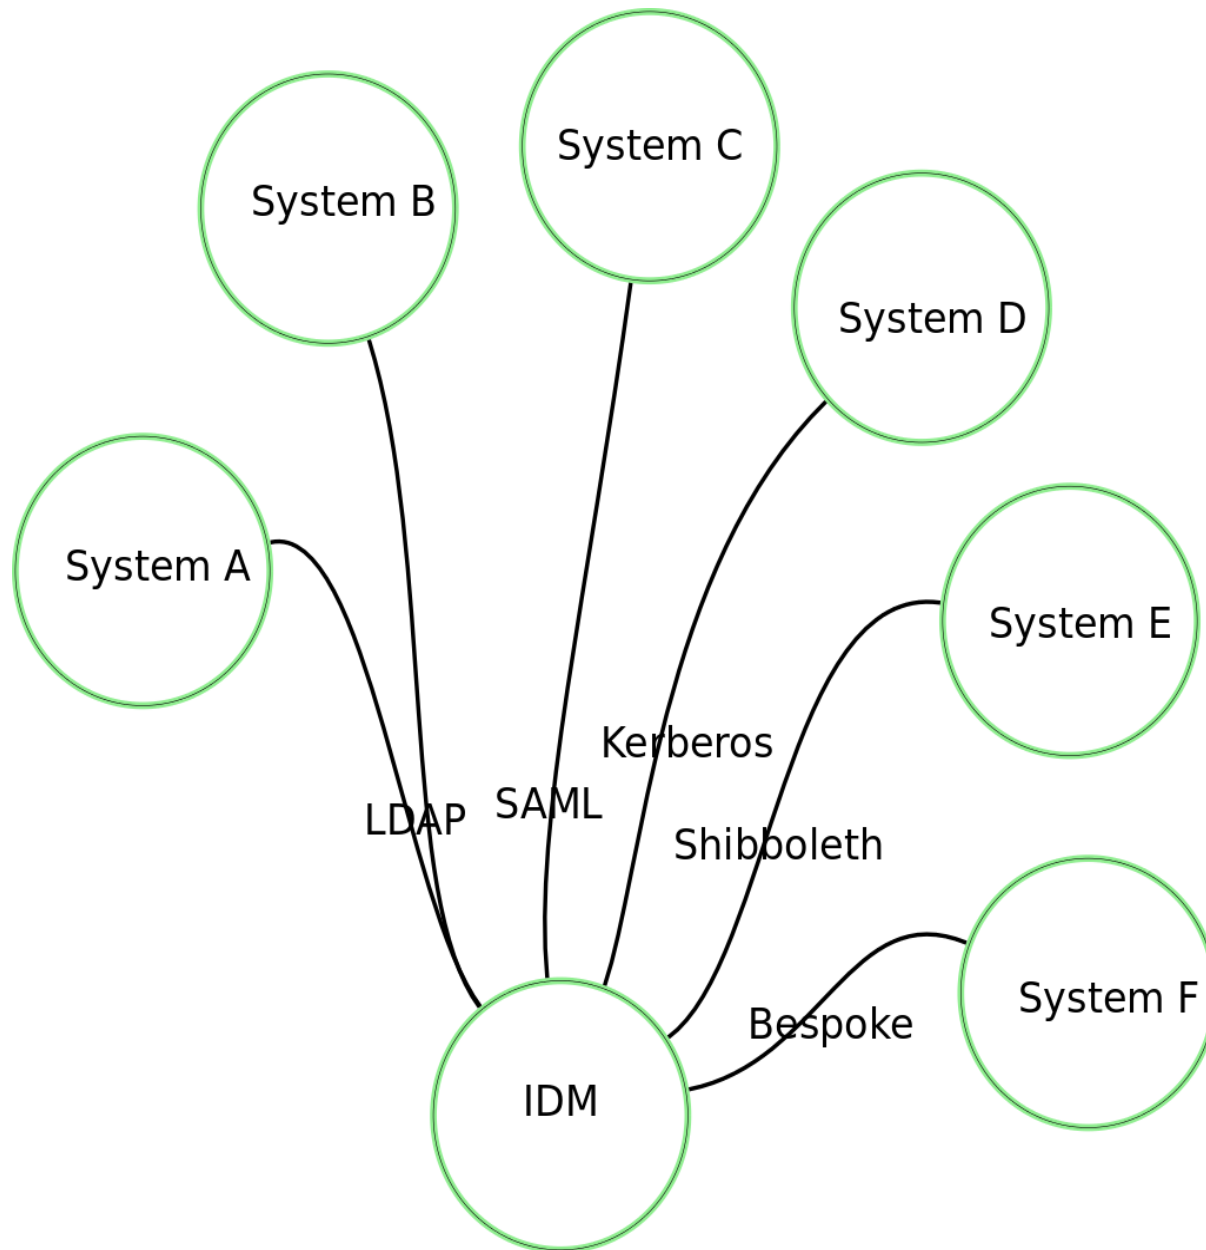 System C
System B
System D
System A
System E
Kerberos
SAML
LDAP
Shibboleth
System F
Bespoke
IDM